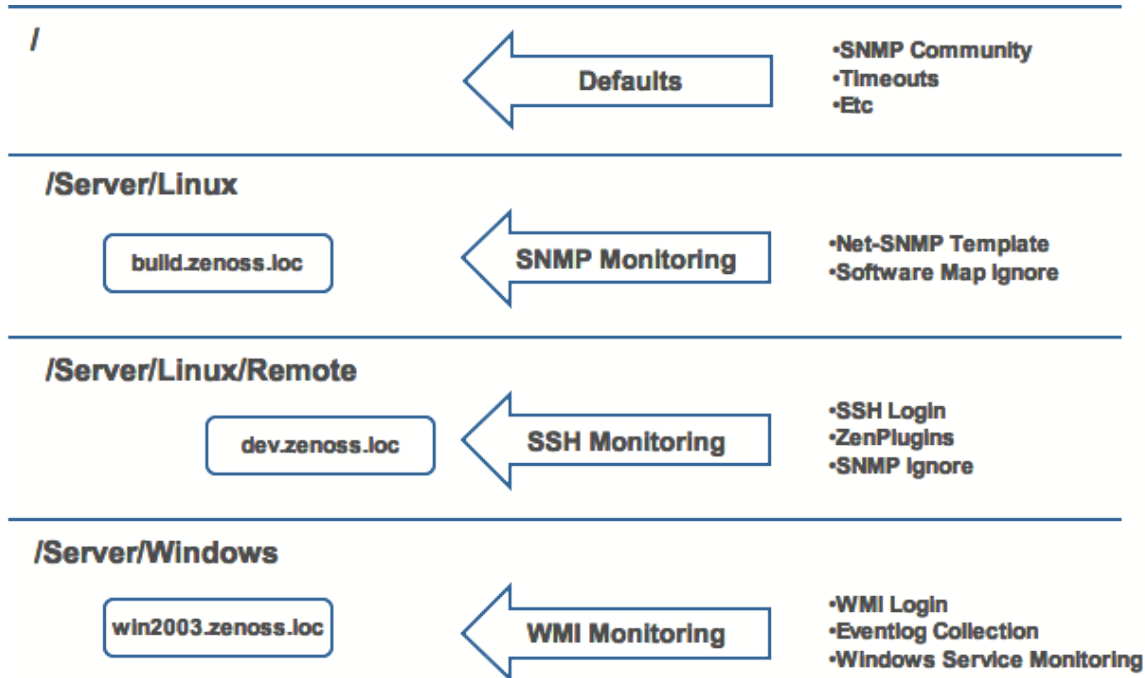 /
Defaults
•SNMP Community
•Timeouts
•Etc
/Server/Linux
build.zenoss.loc
SNMP Monitoring
•Net-SNMP Template
•Software Map Ignore
/Server/Linux/Remote
dev.zenoss.loc
SSH Monitoring
•SSH Login
•ZenPlugins
•SNMP Ignore
/Server/Windows
win2003.zenoss.loc
WMI Monitoring
•WMI Login
•Eventlog Collection
•Windows Service Monitoring